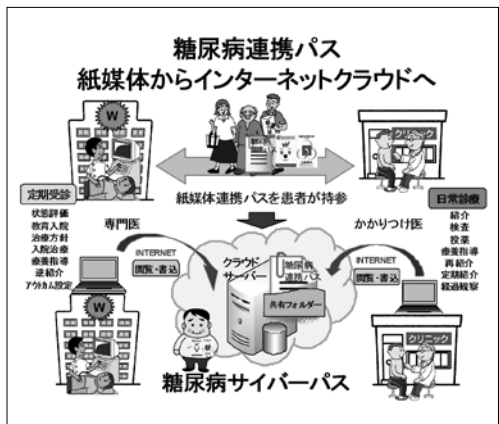 糖尿病連携パス
紙媒体からインターネットクラウドへ
W
クリニック
定期受診
状態評価
教育入院
治療方針
入院治療
療養指導
逆紹介
アウトカム設定
紙媒体連携パスを患者が持参
専門医
かかりつけ医
日常診療
紹介
検査
投薬
療養指導
再紹介
定期紹介
経過観察
INTERNET
閲覧・書込
クラウド
サーバー
糖尿病
連携パス
共有フォルダー
INTERNET
閲覧・書込
W
クリニック
糖尿病サイバーパス